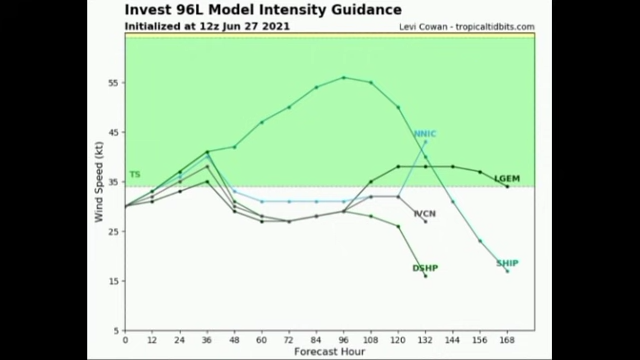 Invest 96L Model Intensity Guidance
Initialized at 12z Jun 27 2021
Levi Cowan - tropicaltidbits.com
Wind Speed (kt)
55
45
35
25
15
5
TS
NNIC
LGEM
IVCN
DSHP
SHIP
0 12 24 36 48 60 72 84 96 108 120 132 144 156 168
Forecast Hour